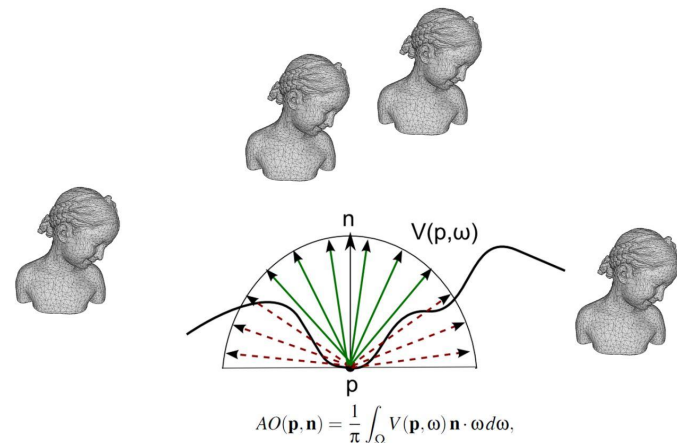 n
V(p,ω)
p
AO(p,n) = 1/π ∫_Ω V(p,ω) n · ω dω,